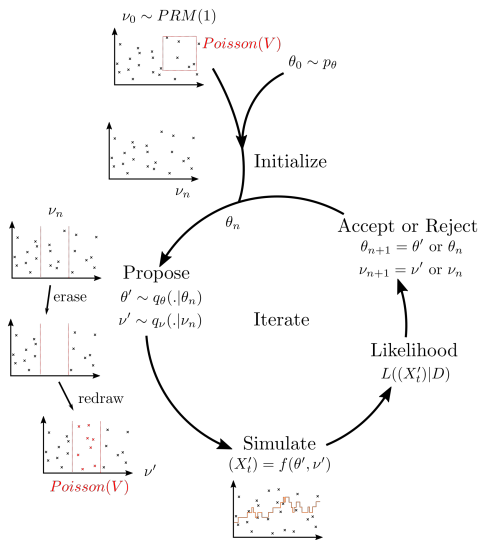 ν₀ ∼ PRM(1)
Poisson(V)
θ₀ ∼ p_θ
Initialize
ν_n
θ_n
ν_n
erase
redraw
ν′
Poisson(V)
Propose
θ′ ∼ q_θ(.|θ_n)
ν′ ∼ q_ν(.|ν_n)
Iterate
Accept or Reject
θ_{n+1} = θ′ or θ_n
ν_{n+1} = ν′ or ν_n
Likelihood
L((X′_t)|D)
Simulate
(X′_t) = f(θ′, ν′)